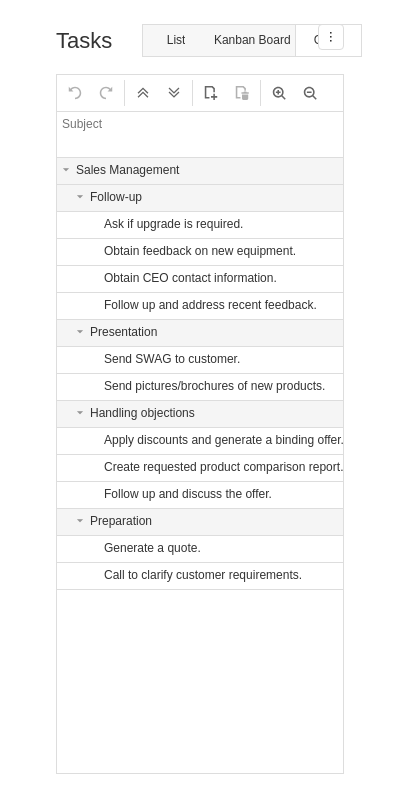 Tasks
List
Kanban Board
Subject
Sales Management
Follow-up
Ask if upgrade is required.
Obtain feedback on new equipment.
Obtain CEO contact information.
Follow up and address recent feedback.
Presentation
Send SWAG to customer.
Send pictures/brochures of new products.
Handling objections
Apply discounts and generate a binding offer.
Create requested product comparison report.
Follow up and discuss the offer.
Preparation
Generate a quote.
Call to clarify customer requirements.